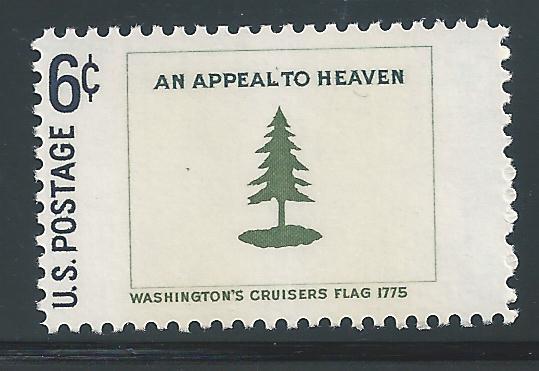 6¢
U.S. POSTAGE
AN APPEAL TO HEAVEN
WASHINGTON'S CRUISERS FLAG 1775